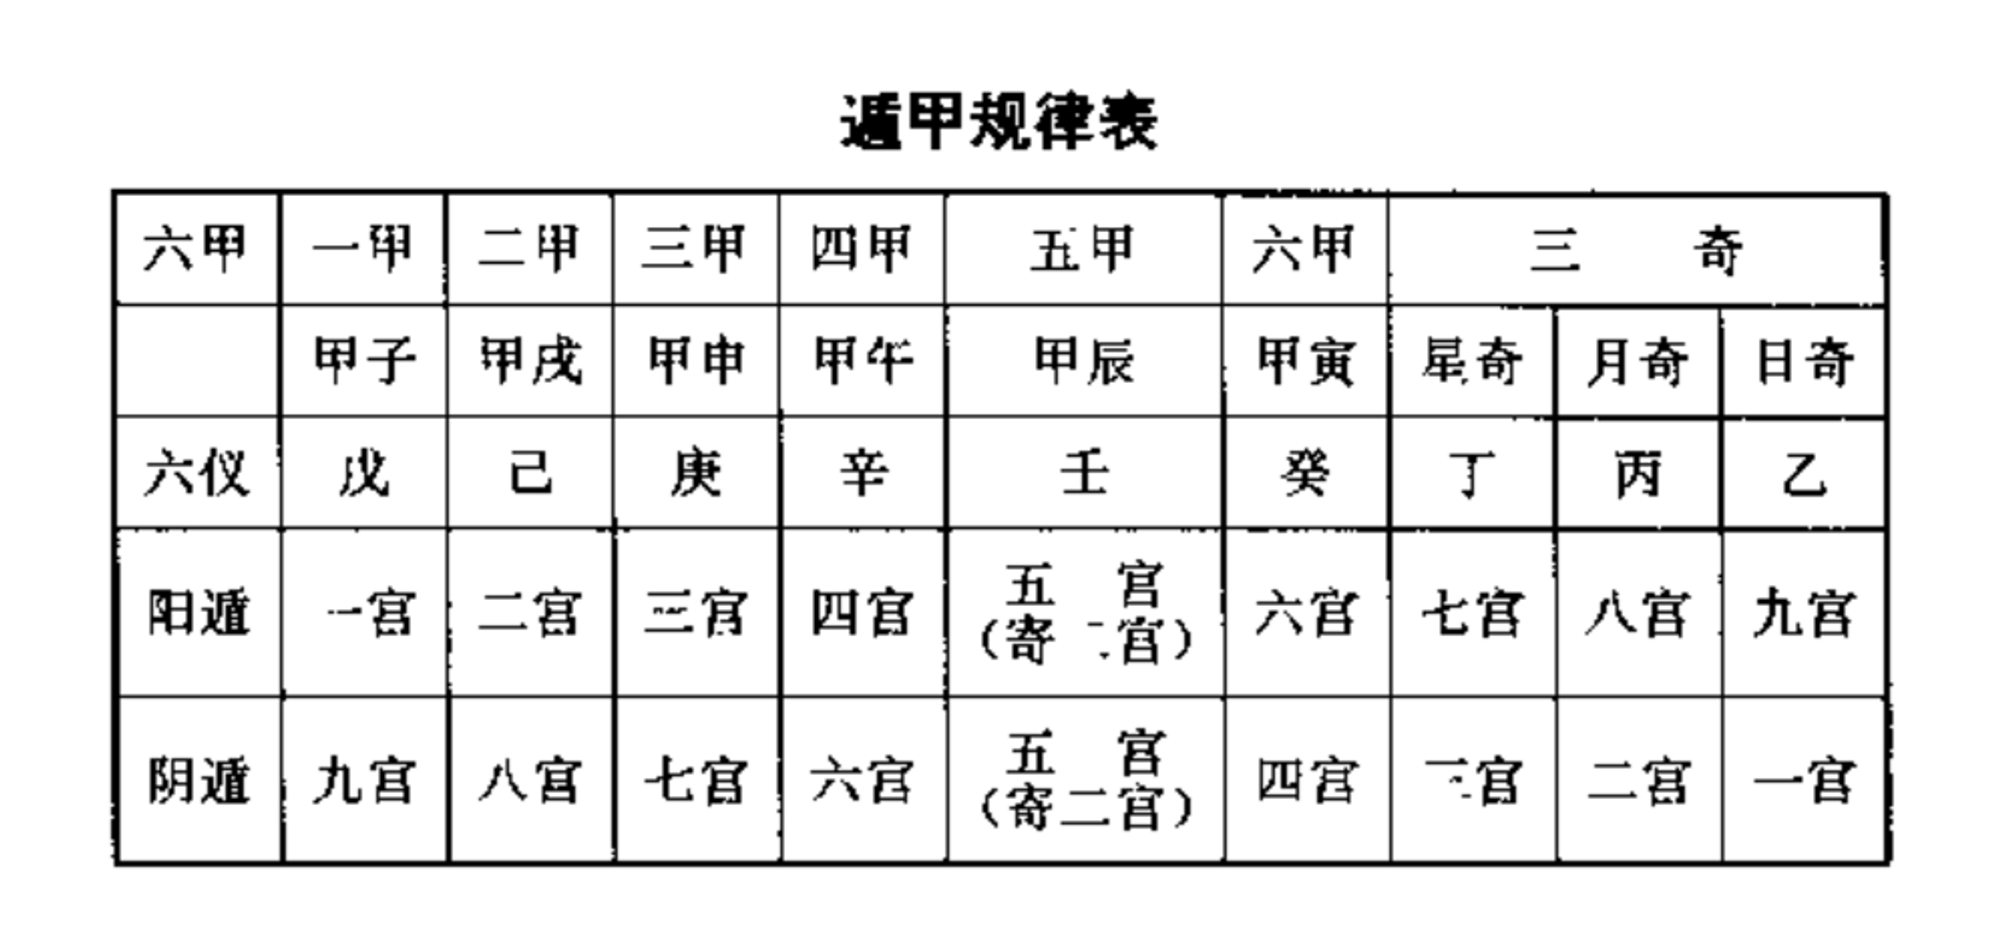 遁甲规律表
六甲 一甲 二甲 三甲 四甲 五甲 六甲 三 奇
甲子 甲戌 甲申 甲午 甲辰 甲寅 星奇 月奇 日奇
六仪 戊 己 庚 辛 壬 癸 丁 丙 乙
阳遁 一宫 二宫 三宫 四宫 五 宫 (寄二宫) 六宫 七宫 八宫 九宫
阴遁 九宫 八宫 七宫 六宫 五 宫 (寄二宫) 四宫 三宫 二宫 一宫